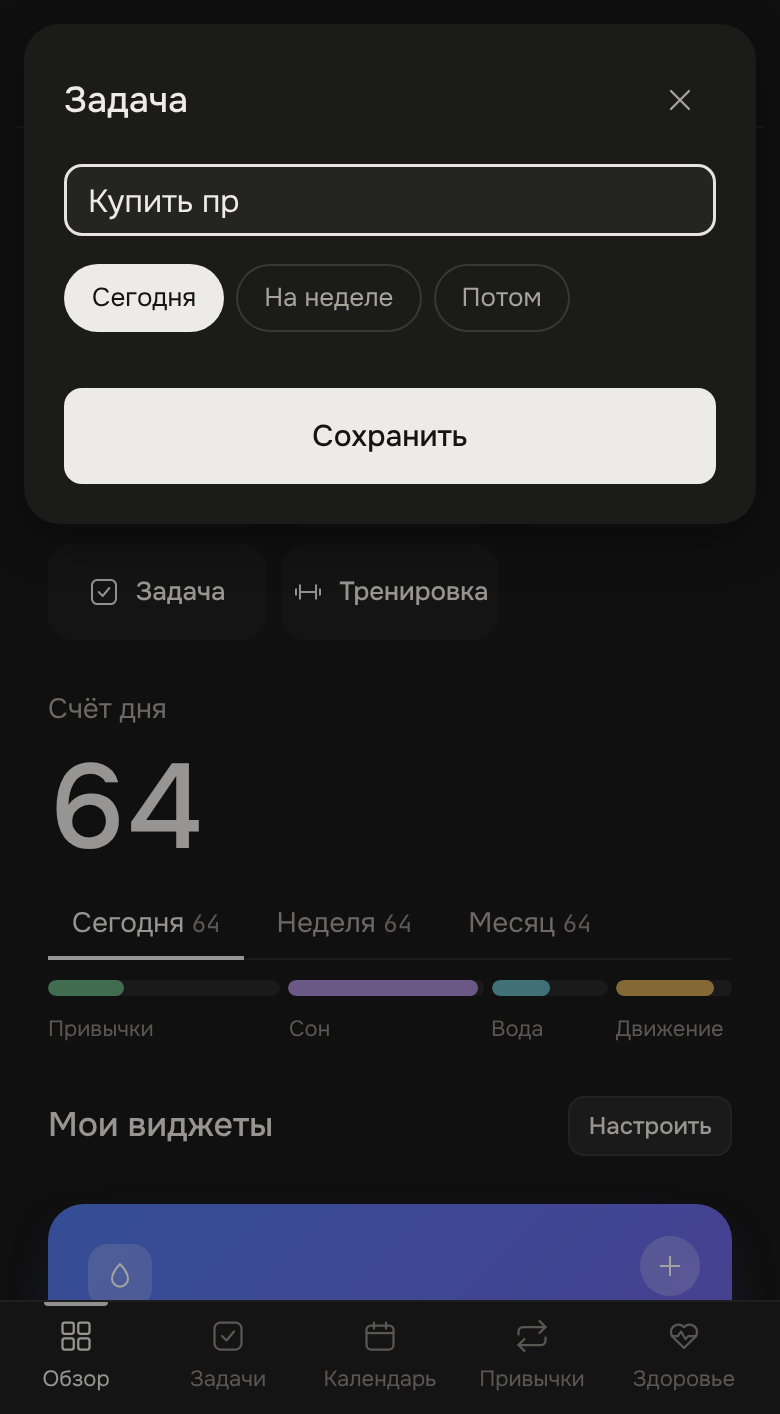 Задача
Купить пр
Сегодня На неделе Потом
Сохранить
Задача Тренировка
Счёт дня
64
Сегодня 64 Неделя 64 Месяц 64
Привычки Сон Вода Движение
Мои виджеты Настроить
Обзор Задачи Календарь Привычки Здоровье